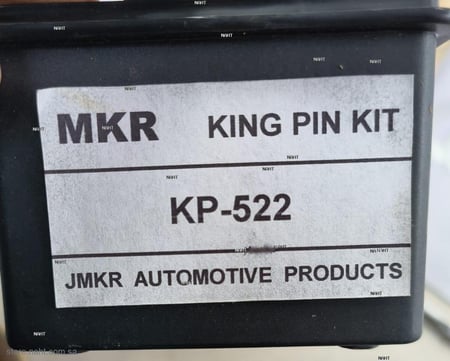 MKR KING PIN KIT
KP-522
JMKR AUTOMOTIVE PRODUCTS